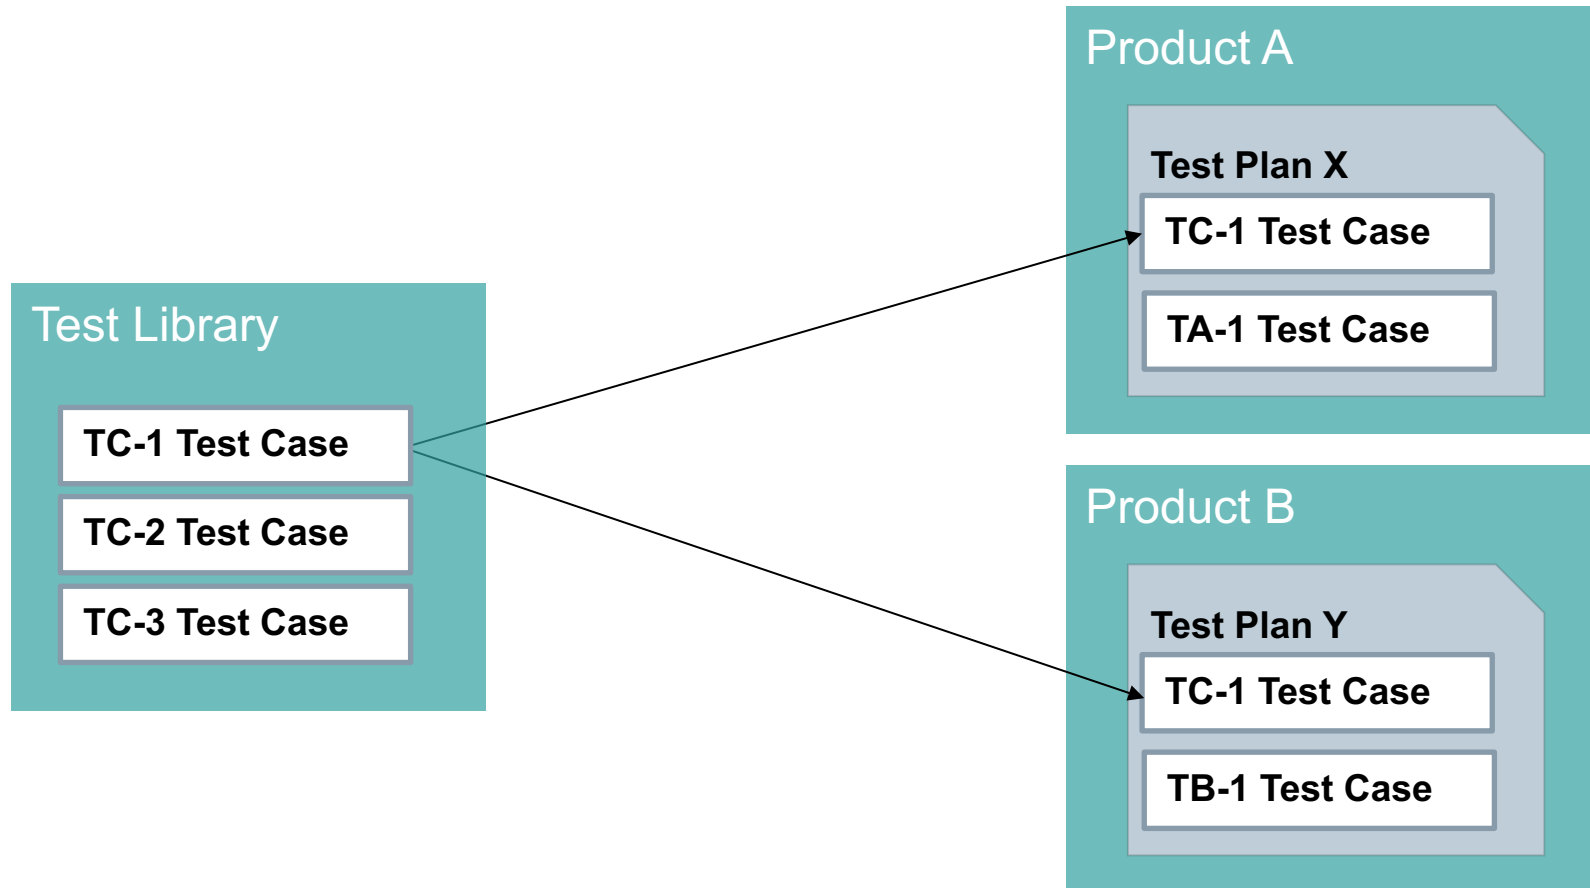 Test Library
TC-1 Test Case
TC-2 Test Case
TC-3 Test Case
Product A
Test Plan X
TC-1 Test Case
TA-1 Test Case
Product B
Test Plan Y
TC-1 Test Case
TB-1 Test Case